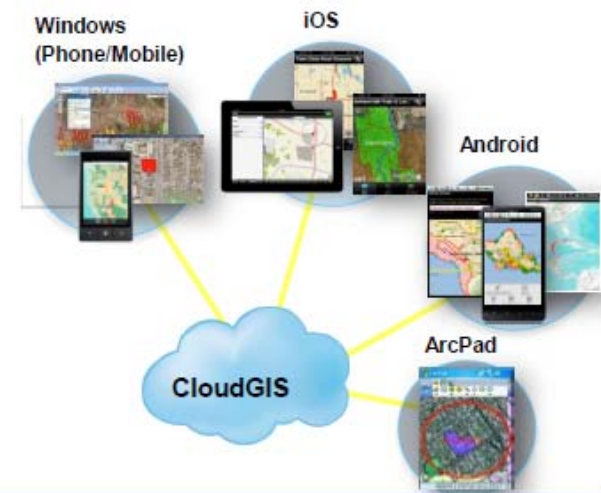 Windows
(Phone/Mobile)
iOS
Android
ArcPad
CloudGIS